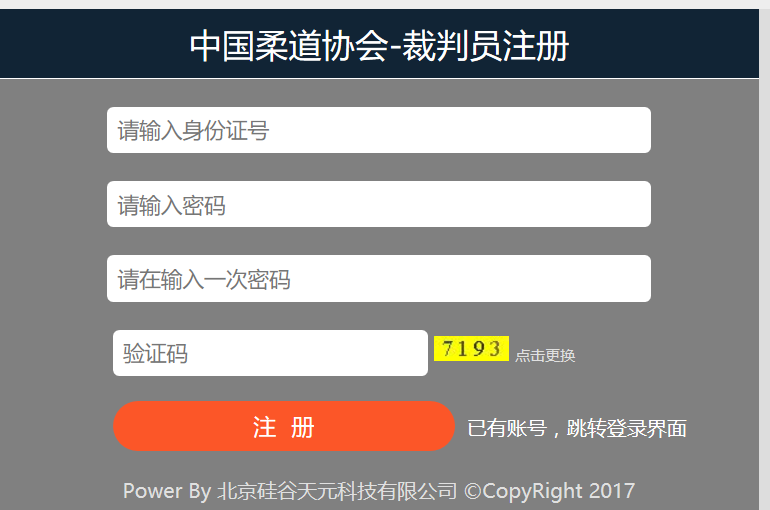 中国柔道协会-裁判员注册
请输入身份证号
请输入密码
请在输入一次密码
验证码 7193 点击更换
注 册 已有账号，跳转登录界面
Power By 北京硅谷天元科技有限公司 ©CopyRight 2017